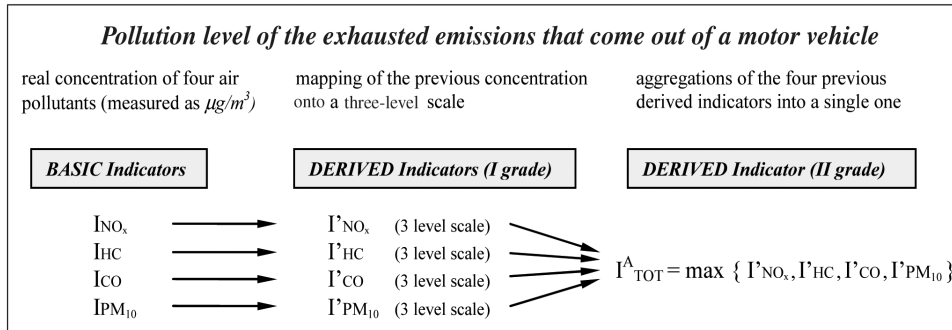 Pollution level of the exhausted emissions that come out of a motor vehicle
real concentration of four air
pollutants (measured as μg/m³)
mapping of the previous concentration
onto a three-level scale
aggregations of the four previous
derived indicators into a single one
BASIC Indicators
DERIVED Indicators (I grade)
DERIVED Indicator (II grade)
INOₓ
I'NOₓ (3 level scale)
IHC
I'HC (3 level scale)
ICO
I'CO (3 level scale)
IPM₁₀
I'PM₁₀ (3 level scale)
Iᴬ_TOT = max { I'NOₓ, I'HC, I'CO, I'PM₁₀}